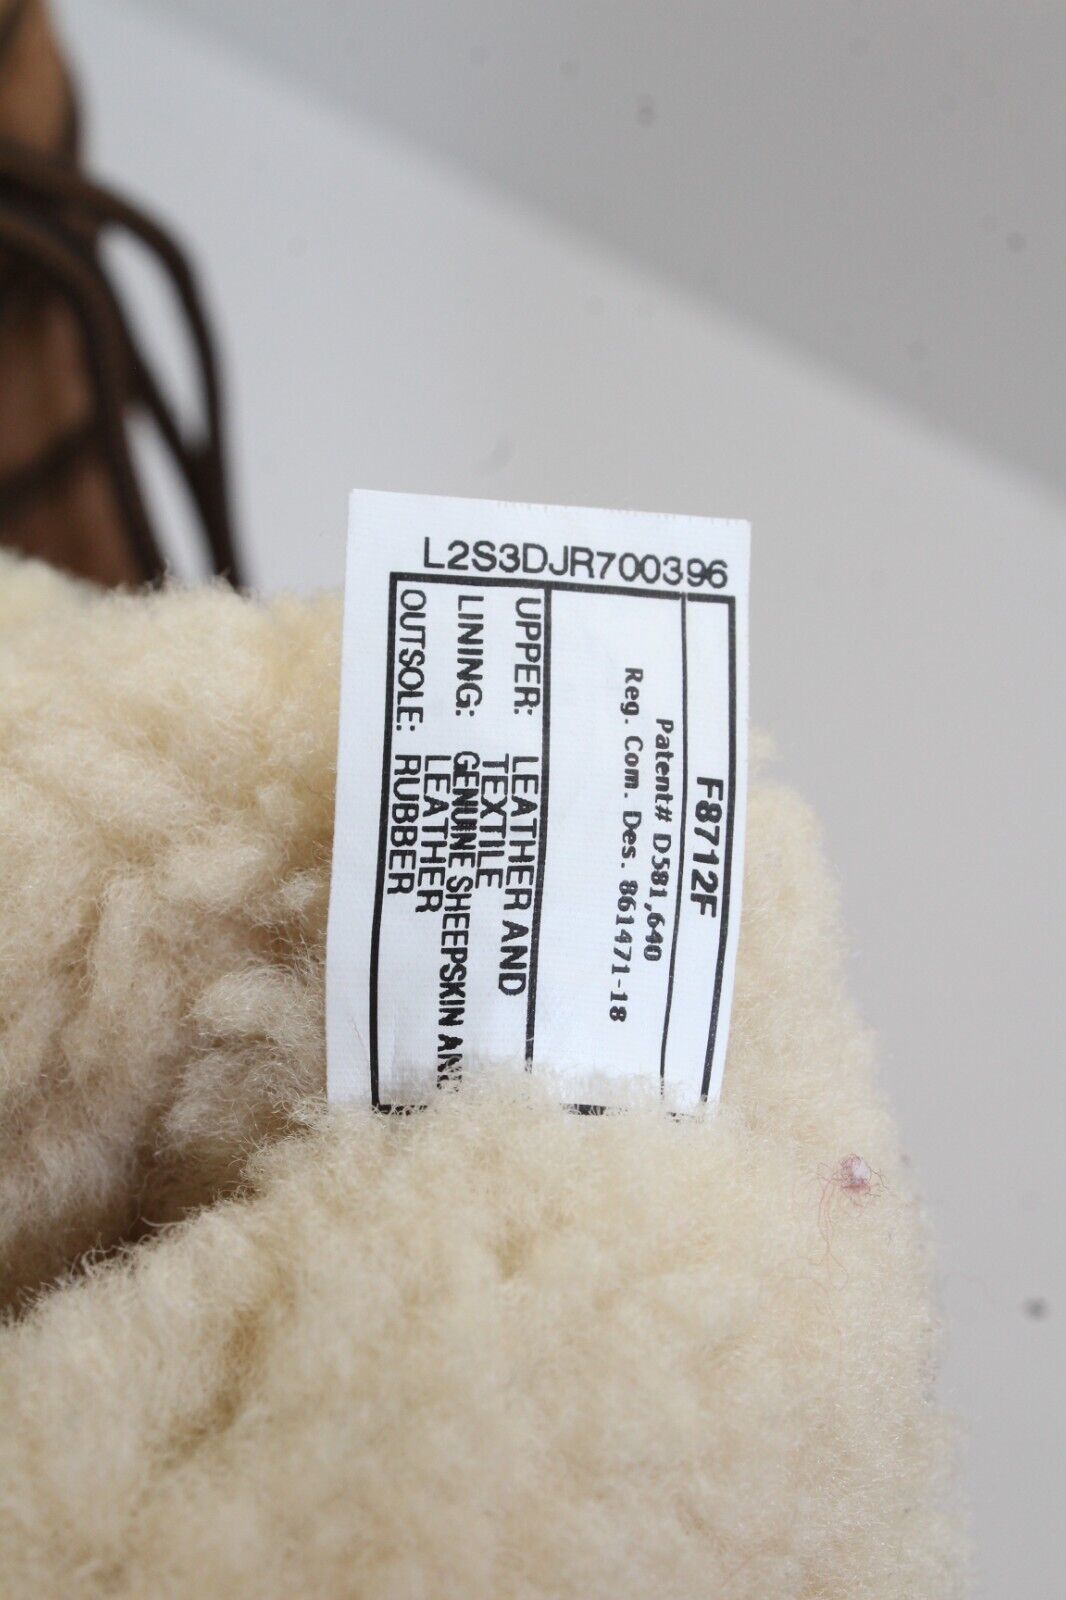 L2S3DJR700396
F8712F
Patent# D581,640
Reg. Com. Des. 861471-18
UPPER: LEATHER AND
TEXTILE
LINING: GENUINE SHEEPSKIN AND
LEATHER
OUTSOLE: RUBBER